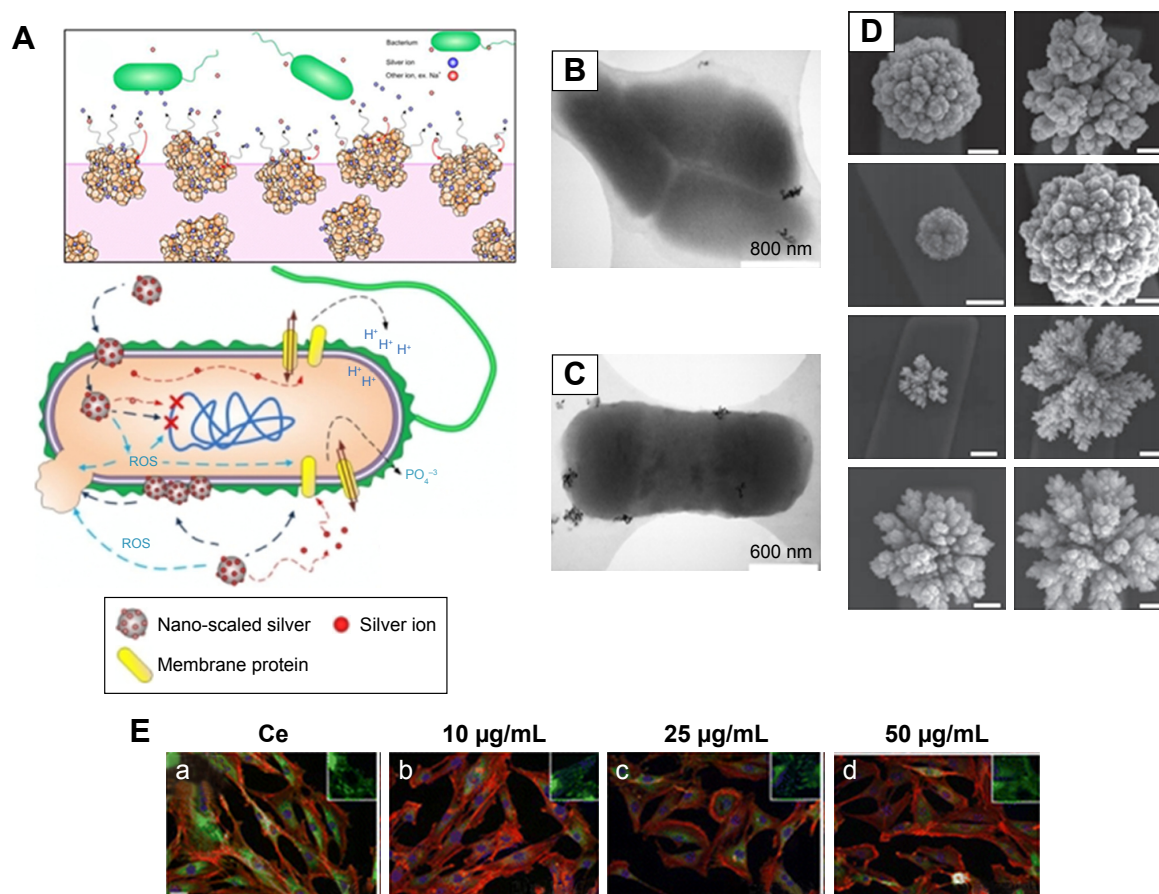 A
Bacterium
Silver ion
Other ion, ex. Na⁺
H⁺
H⁺ H⁺
H⁺
H⁺
ROS
PO₄⁻³
ROS
Nano-scaled silver
Silver ion
Membrane protein
B
800 nm
C
600 nm
D
E
Ce
10 µg/mL
25 µg/mL
50 µg/mL
a
b
c
d